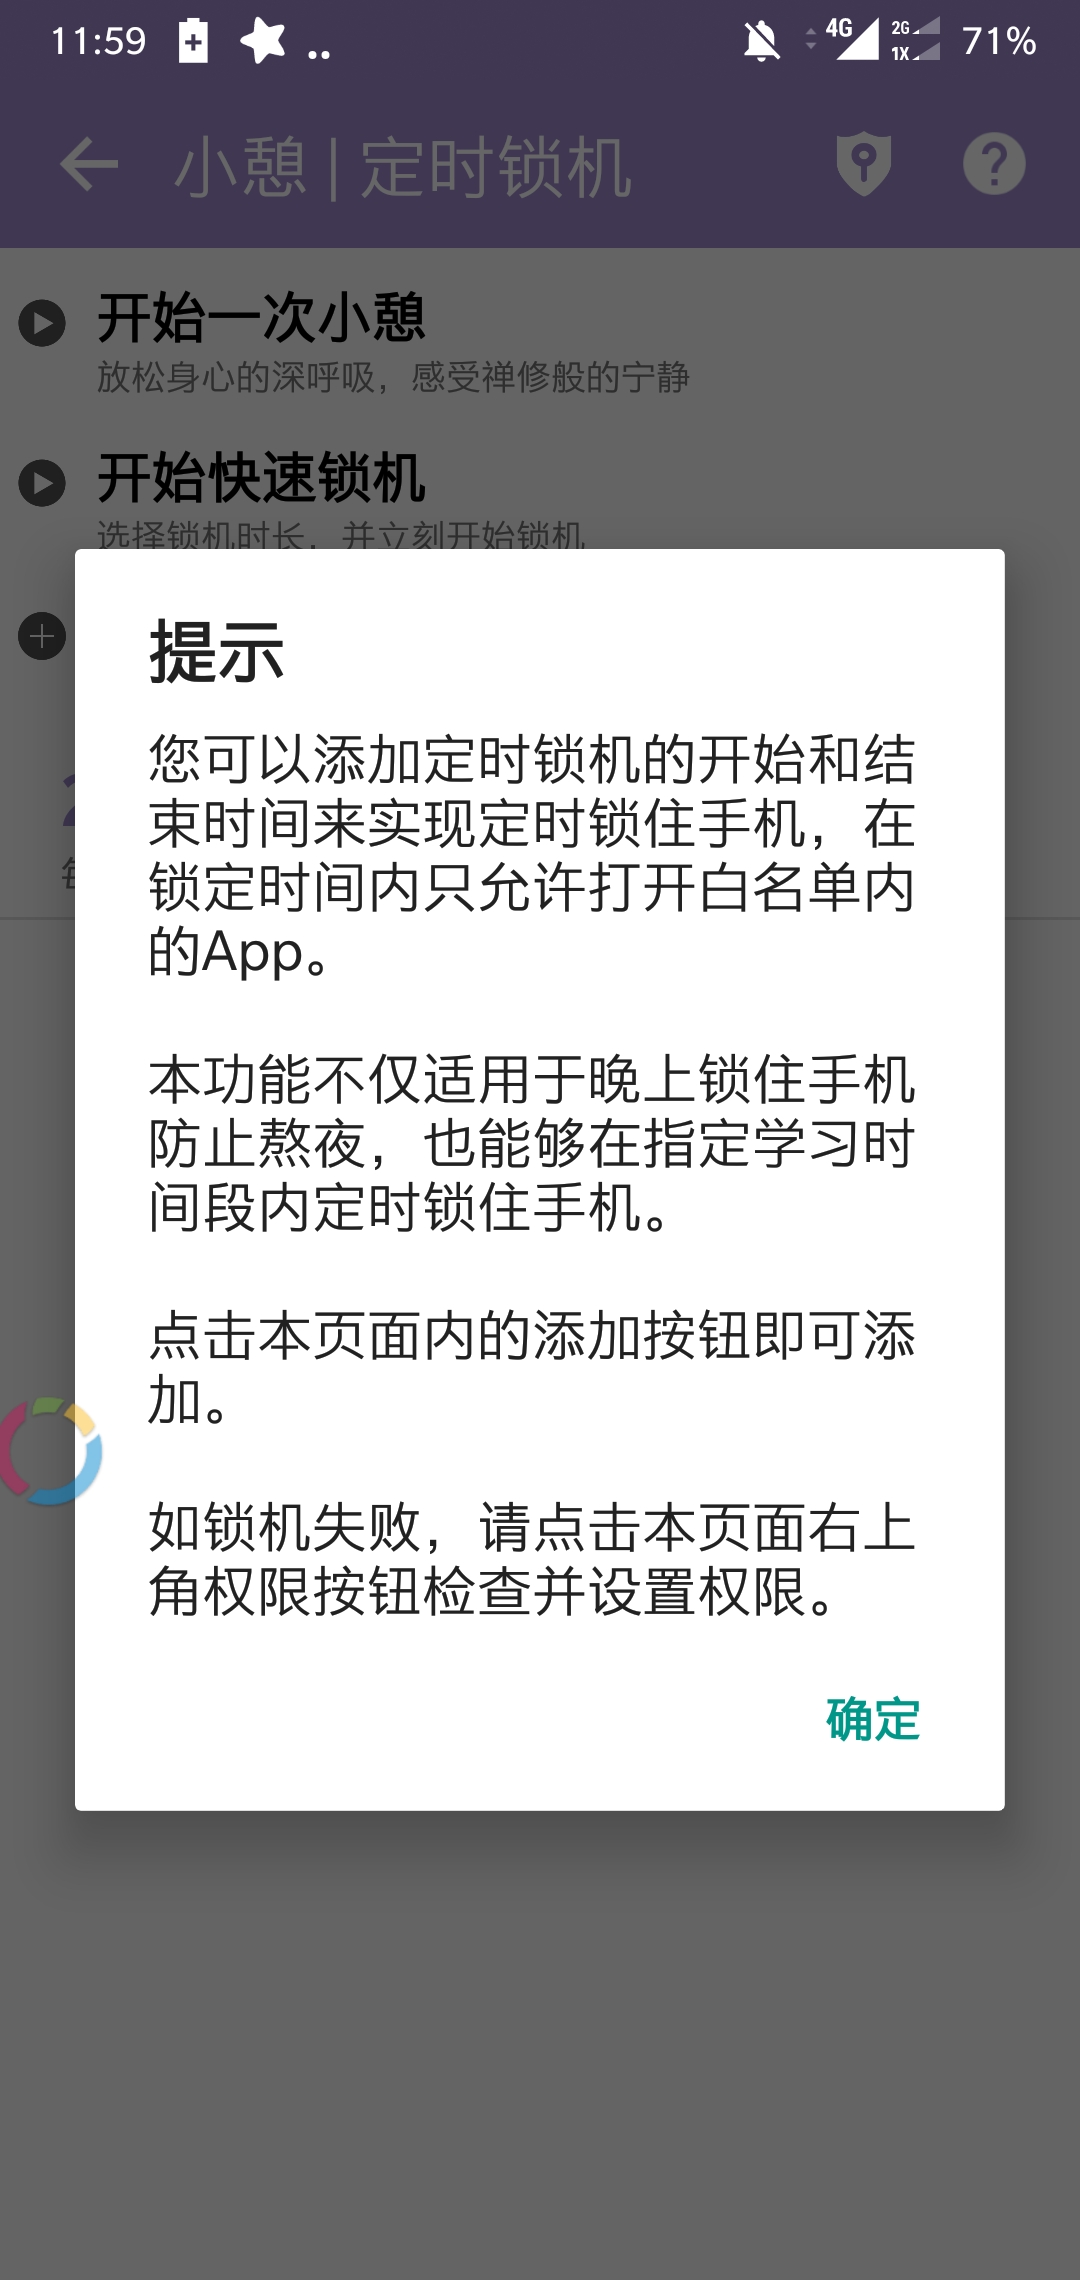 11:59
4G
2G
1X
71%
小憩 | 定时锁机
开始一次小憩
放松身心的深呼吸，感受禅修般的宁静
开始快速锁机
选择锁机时长，并立刻开始锁机
提示
您可以添加定时锁机的开始和结
束时间来实现定时锁住手机，在
锁定时间内只允许打开白名单内
的App。
本功能不仅适用于晚上锁住手机
防止熬夜，也能够在指定学习时
间段内定时锁住手机。
点击本页面内的添加按钮即可添
加。
如锁机失败，请点击本页面右上
角权限按钮检查并设置权限。
确定